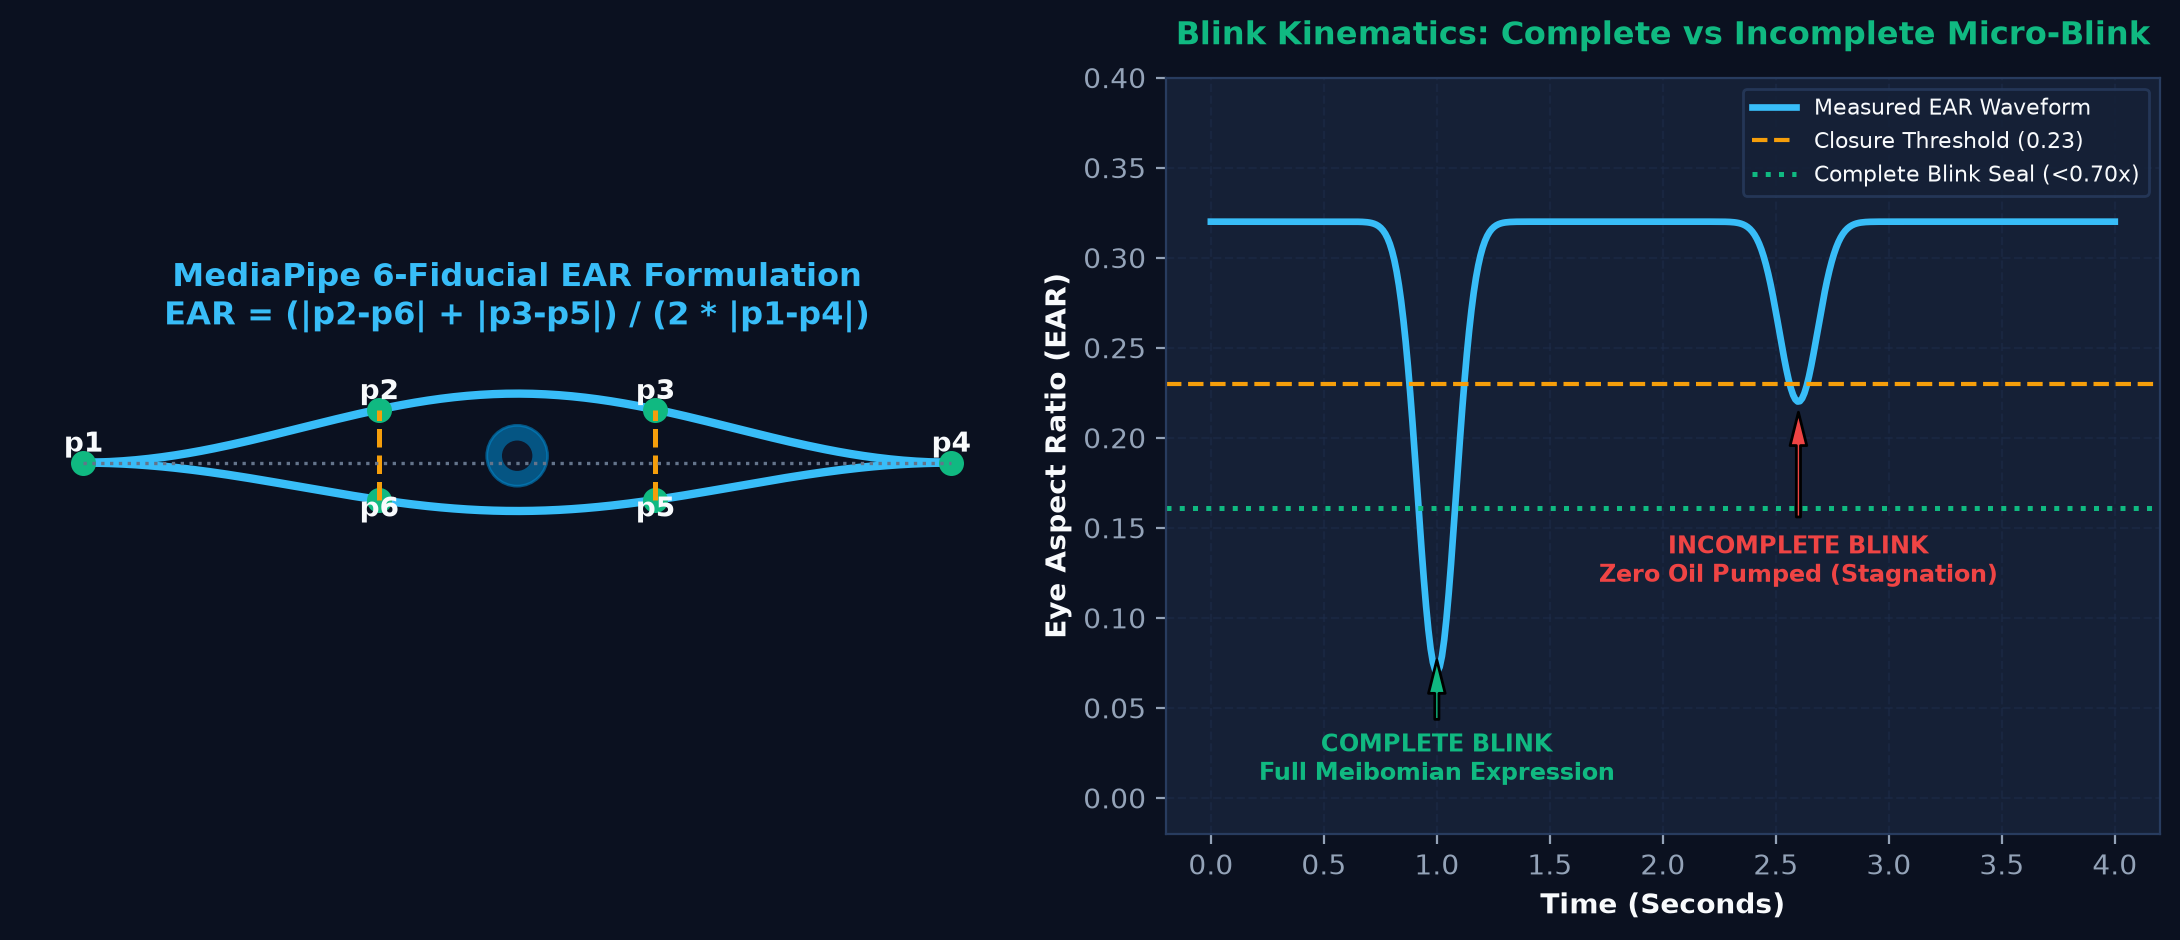 MediaPipe 6-Fiducial EAR Formulation
EAR = (|p2-p6| + |p3-p5|) / (2 * |p1-p4|)
p2
p3
p1
p4
p6
p5
Blink Kinematics: Complete vs Incomplete Micro-Blink
Measured EAR Waveform
Closure Threshold (0.23)
Complete Blink Seal (<0.70x)
Eye Aspect Ratio (EAR)
0.40
0.35
0.30
0.25
0.20
0.15
0.10
0.05
0.00
INCOMPLETE BLINK
Zero Oil Pumped (Stagnation)
COMPLETE BLINK
Full Meibomian Expression
0.0 0.5 1.0 1.5 2.0 2.5 3.0 3.5 4.0
Time (Seconds)